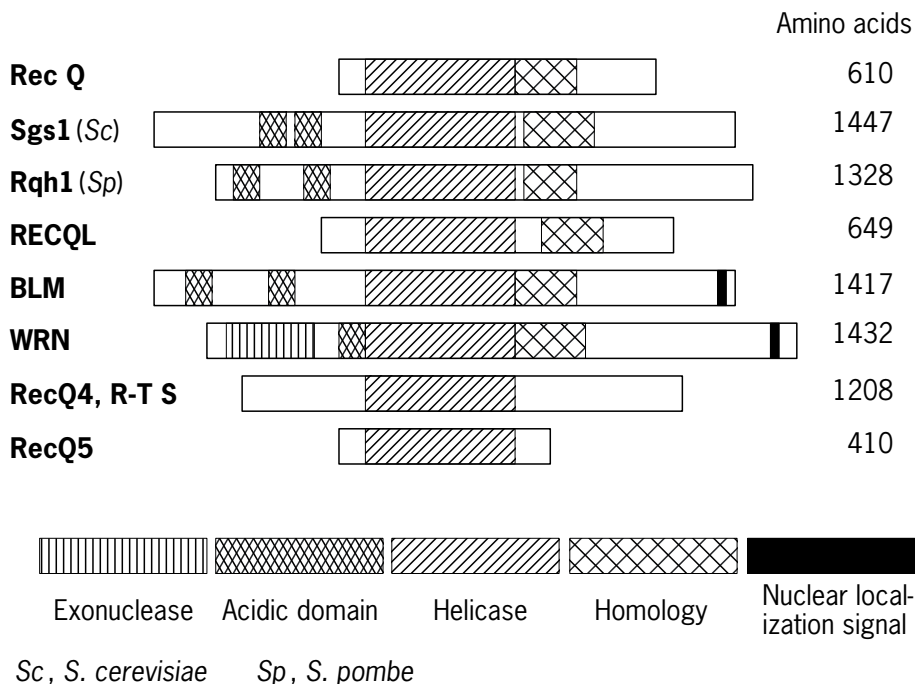 Amino acids
Rec Q 610
Sgs1 (Sc) 1447
Rqh1 (Sp) 1328
RECQL 649
BLM 1417
WRN 1432
RecQ4, R-T S 1208
RecQ5 410
Exonuclease Acidic domain Helicase Homology Nuclear local-
ization signal
Sc, S. cerevisiae Sp, S. pombe